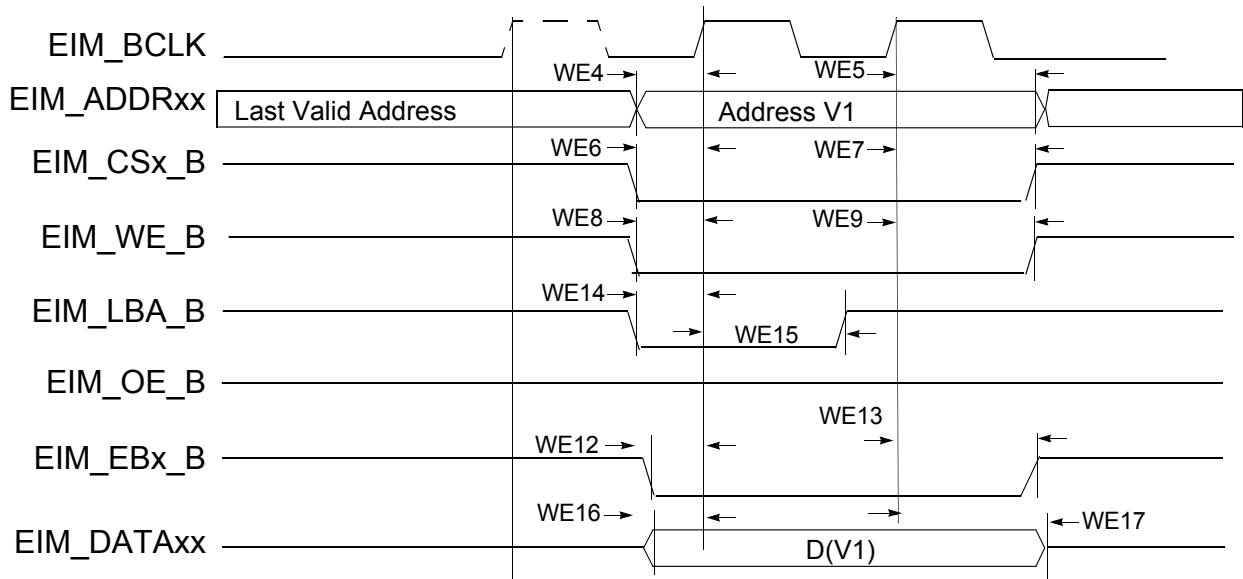 EIM_BCLK
WE4 WE5
EIM_ADDRxx Last Valid Address Address V1
WE6 WE7
EIM_CSx_B
WE8 WE9
EIM_WE_B
WE14
EIM_LBA_B WE15
EIM_OE_B
WE13
WE12
EIM_EBx_B
WE16 WE17
EIM_DATAxx D(V1)